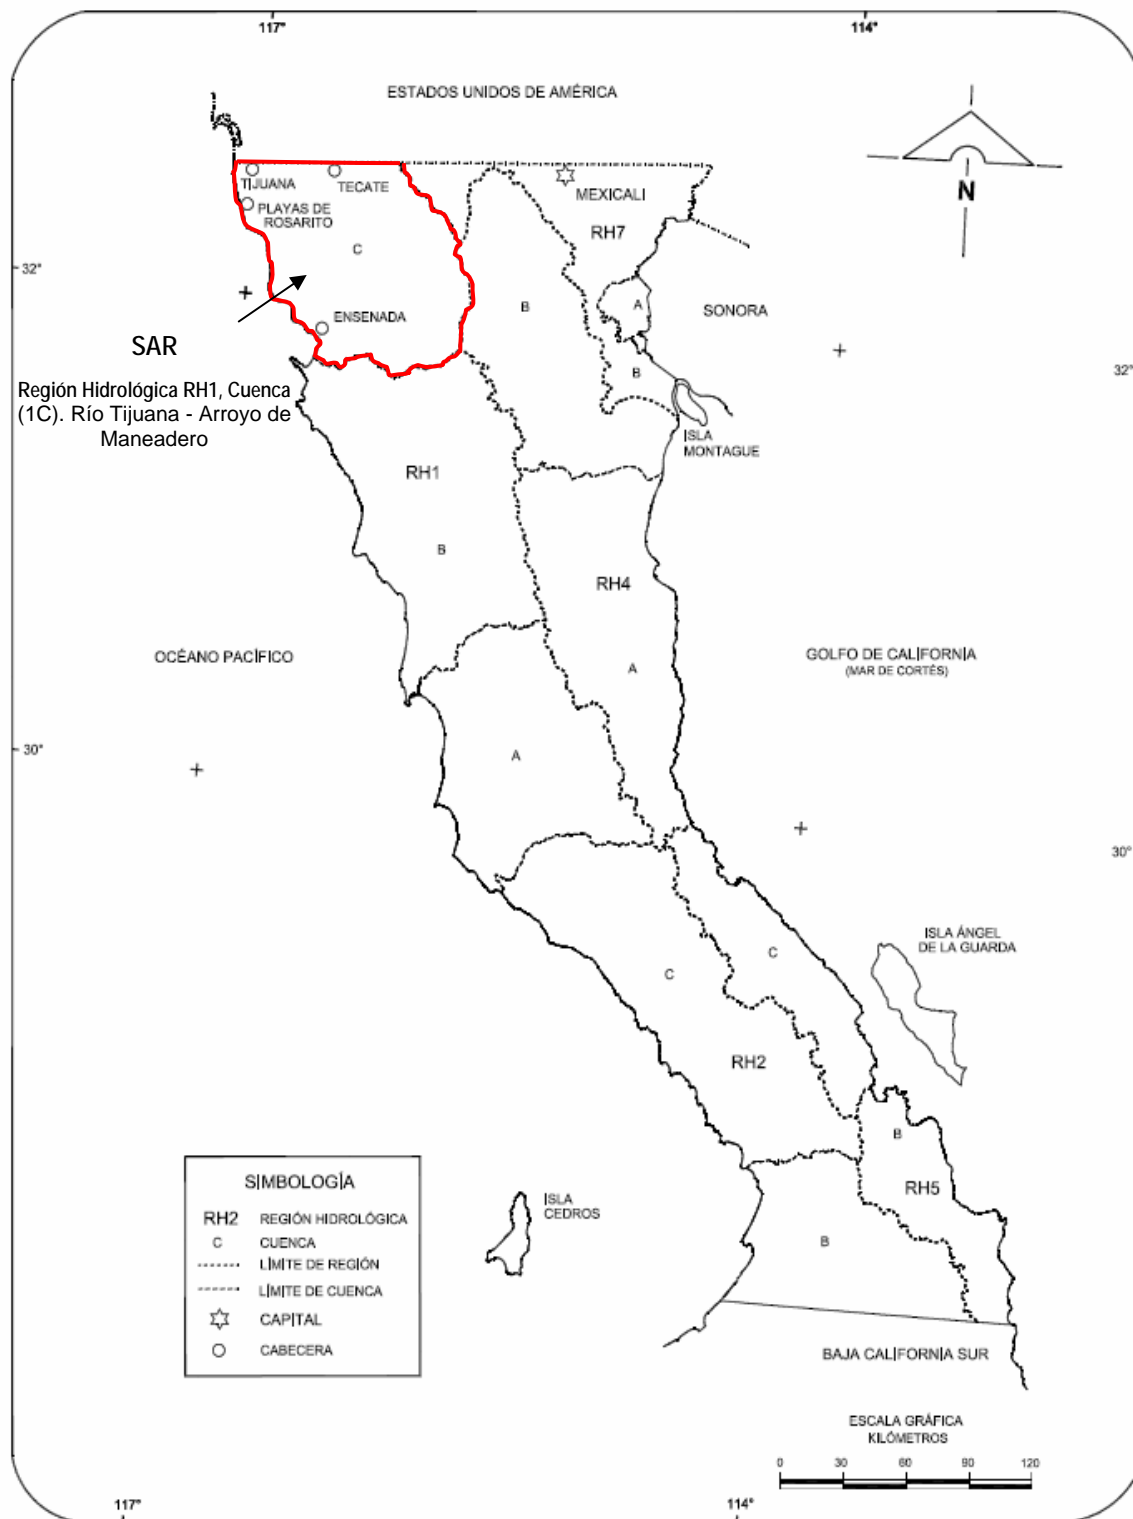 117°
114°
ESTADOS UNIDOS DE AMÉRICA
TIJUANA
TECATE
PLAYAS DE
ROSARITO
C
MEXICALI
RH7
N
32°
B
A
SONORA
ENSENADA
SAR
Región Hidrológica RH1, Cuenca
(1C). Río Tijuana - Arroyo de
Maneadero
32°
B
ISLA
MONTAGUE
RH1
B
RH4
OCÉANO PACÍFICO
A
GOLFO DE CALIFORNIA
(MAR DE CORTÉS)
30°
A
30°
ISLA ÁNGEL
DE LA GUARDA
C
C
RH2
B
RH5
B
ISLA
CEDROS
SIMBOLOGÍA
RH2 REGIÓN HIDROLÓGICA
C CUENCA
LÍMITE DE REGIÓN
LÍMITE DE CUENCA
CAPITAL
CABECERA
BAJA CALIFORNIA SUR
ESCALA GRÁFICA
KILÓMETROS
0 30 60 90 120
117°
114°